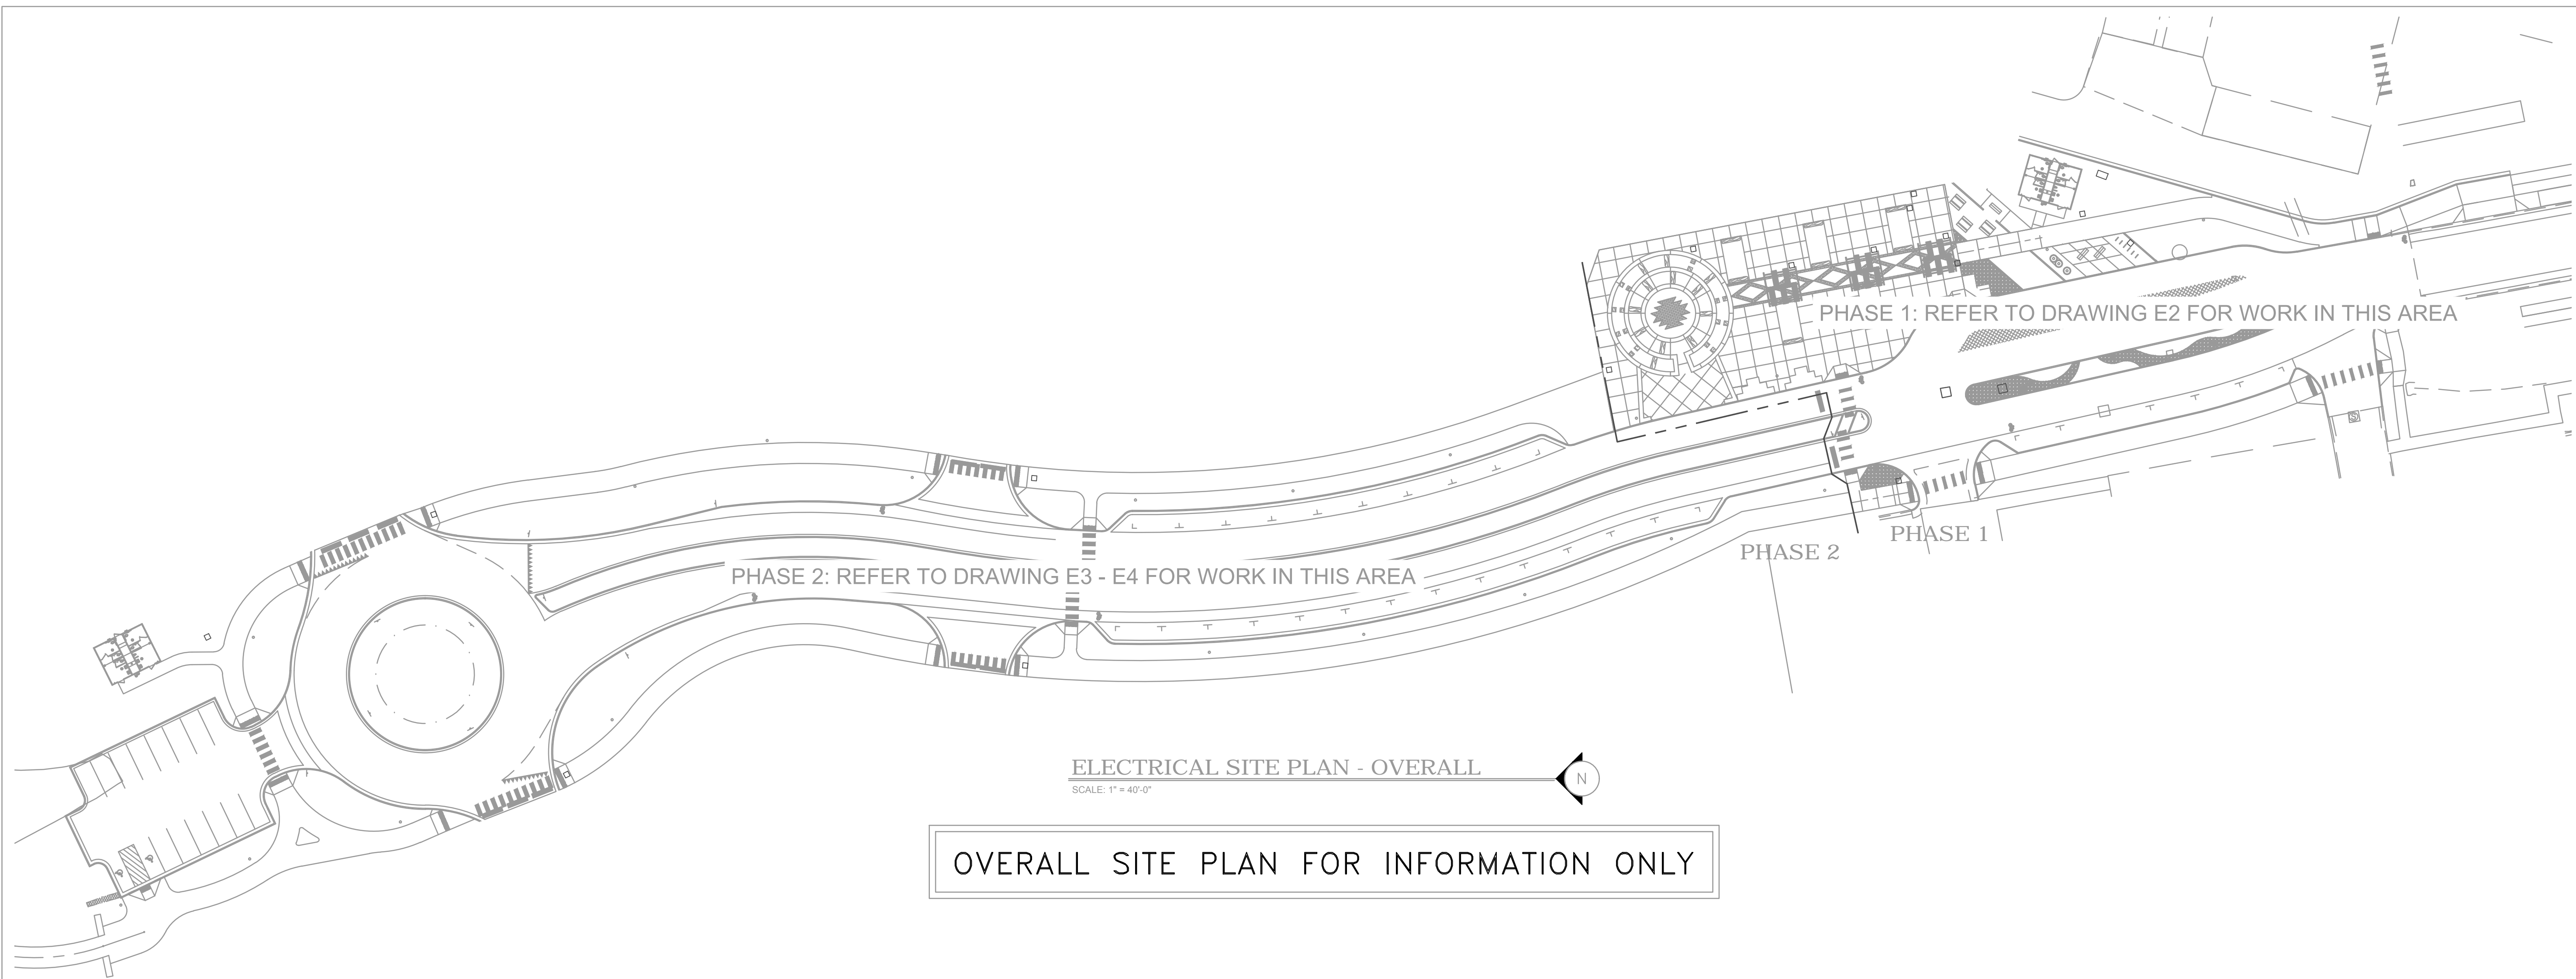 PHASE 1: REFER TO DRAWING E2 FOR WORK IN THIS AREA
PHASE 1
PHASE 2
PHASE 2: REFER TO DRAWING E3 - E4 FOR WORK IN THIS AREA
ELECTRICAL SITE PLAN - OVERALL
N
SCALE: 1" = 40'-0"
OVERALL SITE PLAN FOR INFORMATION ONLY